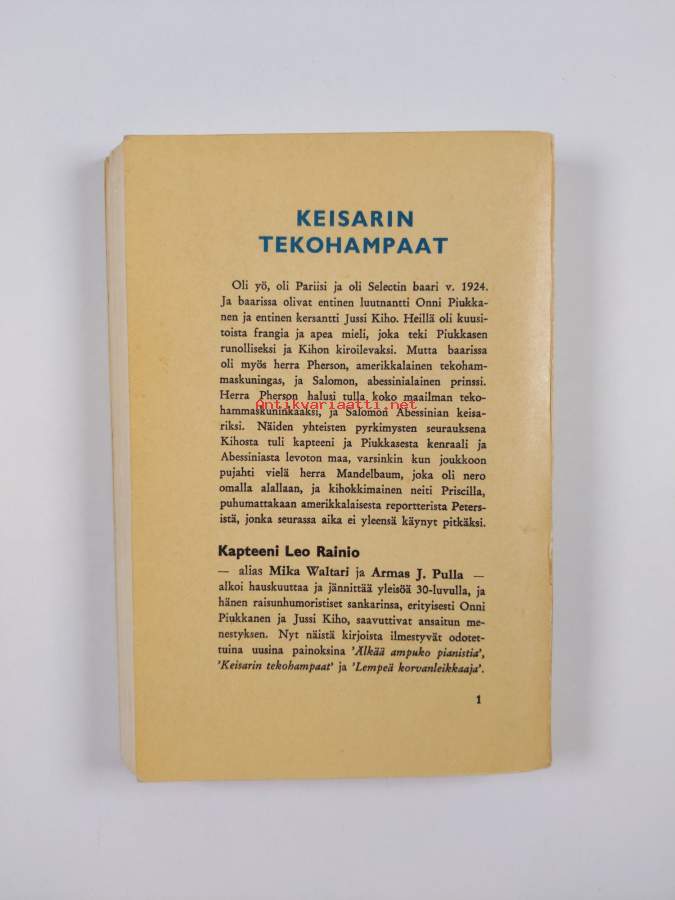 KEISARIN
TEKOHAMPAAT
Oli yö, oli Pariisi ja oli Selectin baari v. 1924.
Ja baarissa olivat entinen luutnantti Onni Piukka-
nen ja entinen kersantti Jussi Kiho. Heillä oli kuusi-
toista frangia ja apea mieli, joka teki Piukkasen
runolliseksi ja Kihon kiroilevaksi. Mutta baarissa
oli myös herra Pherson, amerikkalainen tekoham-
maskuningas, ja Salomon, abessinialainen prinssi.
Herra Pherson halusi tulla koko maailman teko-
Antikvariaatti.net
hammaskuninkaaksi, ja Salomon Abessinian keisa-
riksi. Näiden yhteisten pyrkimysten seurauksena
Kihosta tuli kapteeni ja Piukkasesta kenraali ja
Abessiniasta levoton maa, varsinkin kun joukkoon
pujahti vielä herra Mandelbaum, joka oli nero
omalla alallaan, ja kihokkimainen neiti Priscilla,
puhumattakaan amerikkalaisesta reportterista Peters-
istä, jonka seurassa aika ei yleensä käynyt pitkäksi.
Kapteeni Leo Rainio
— alias Mika Waltari ja Armas J. Pulla —
alkoi hauskuuttaa ja jännittää yleisöä 30-luvulla, ja
hänen raisunhumoristiset sankarinsa, erityisesti Onni
Piukkanen ja Jussi Kiho, saavuttivat ansaitun me-
nestyksen. Nyt näistä kirjoista ilmestyvät odotet-
tuina uusina painoksina 'Älkää ampuko pianistia',
'Keisarin tekohampaat' ja 'Lempeä korvanleikkaaja'.
1